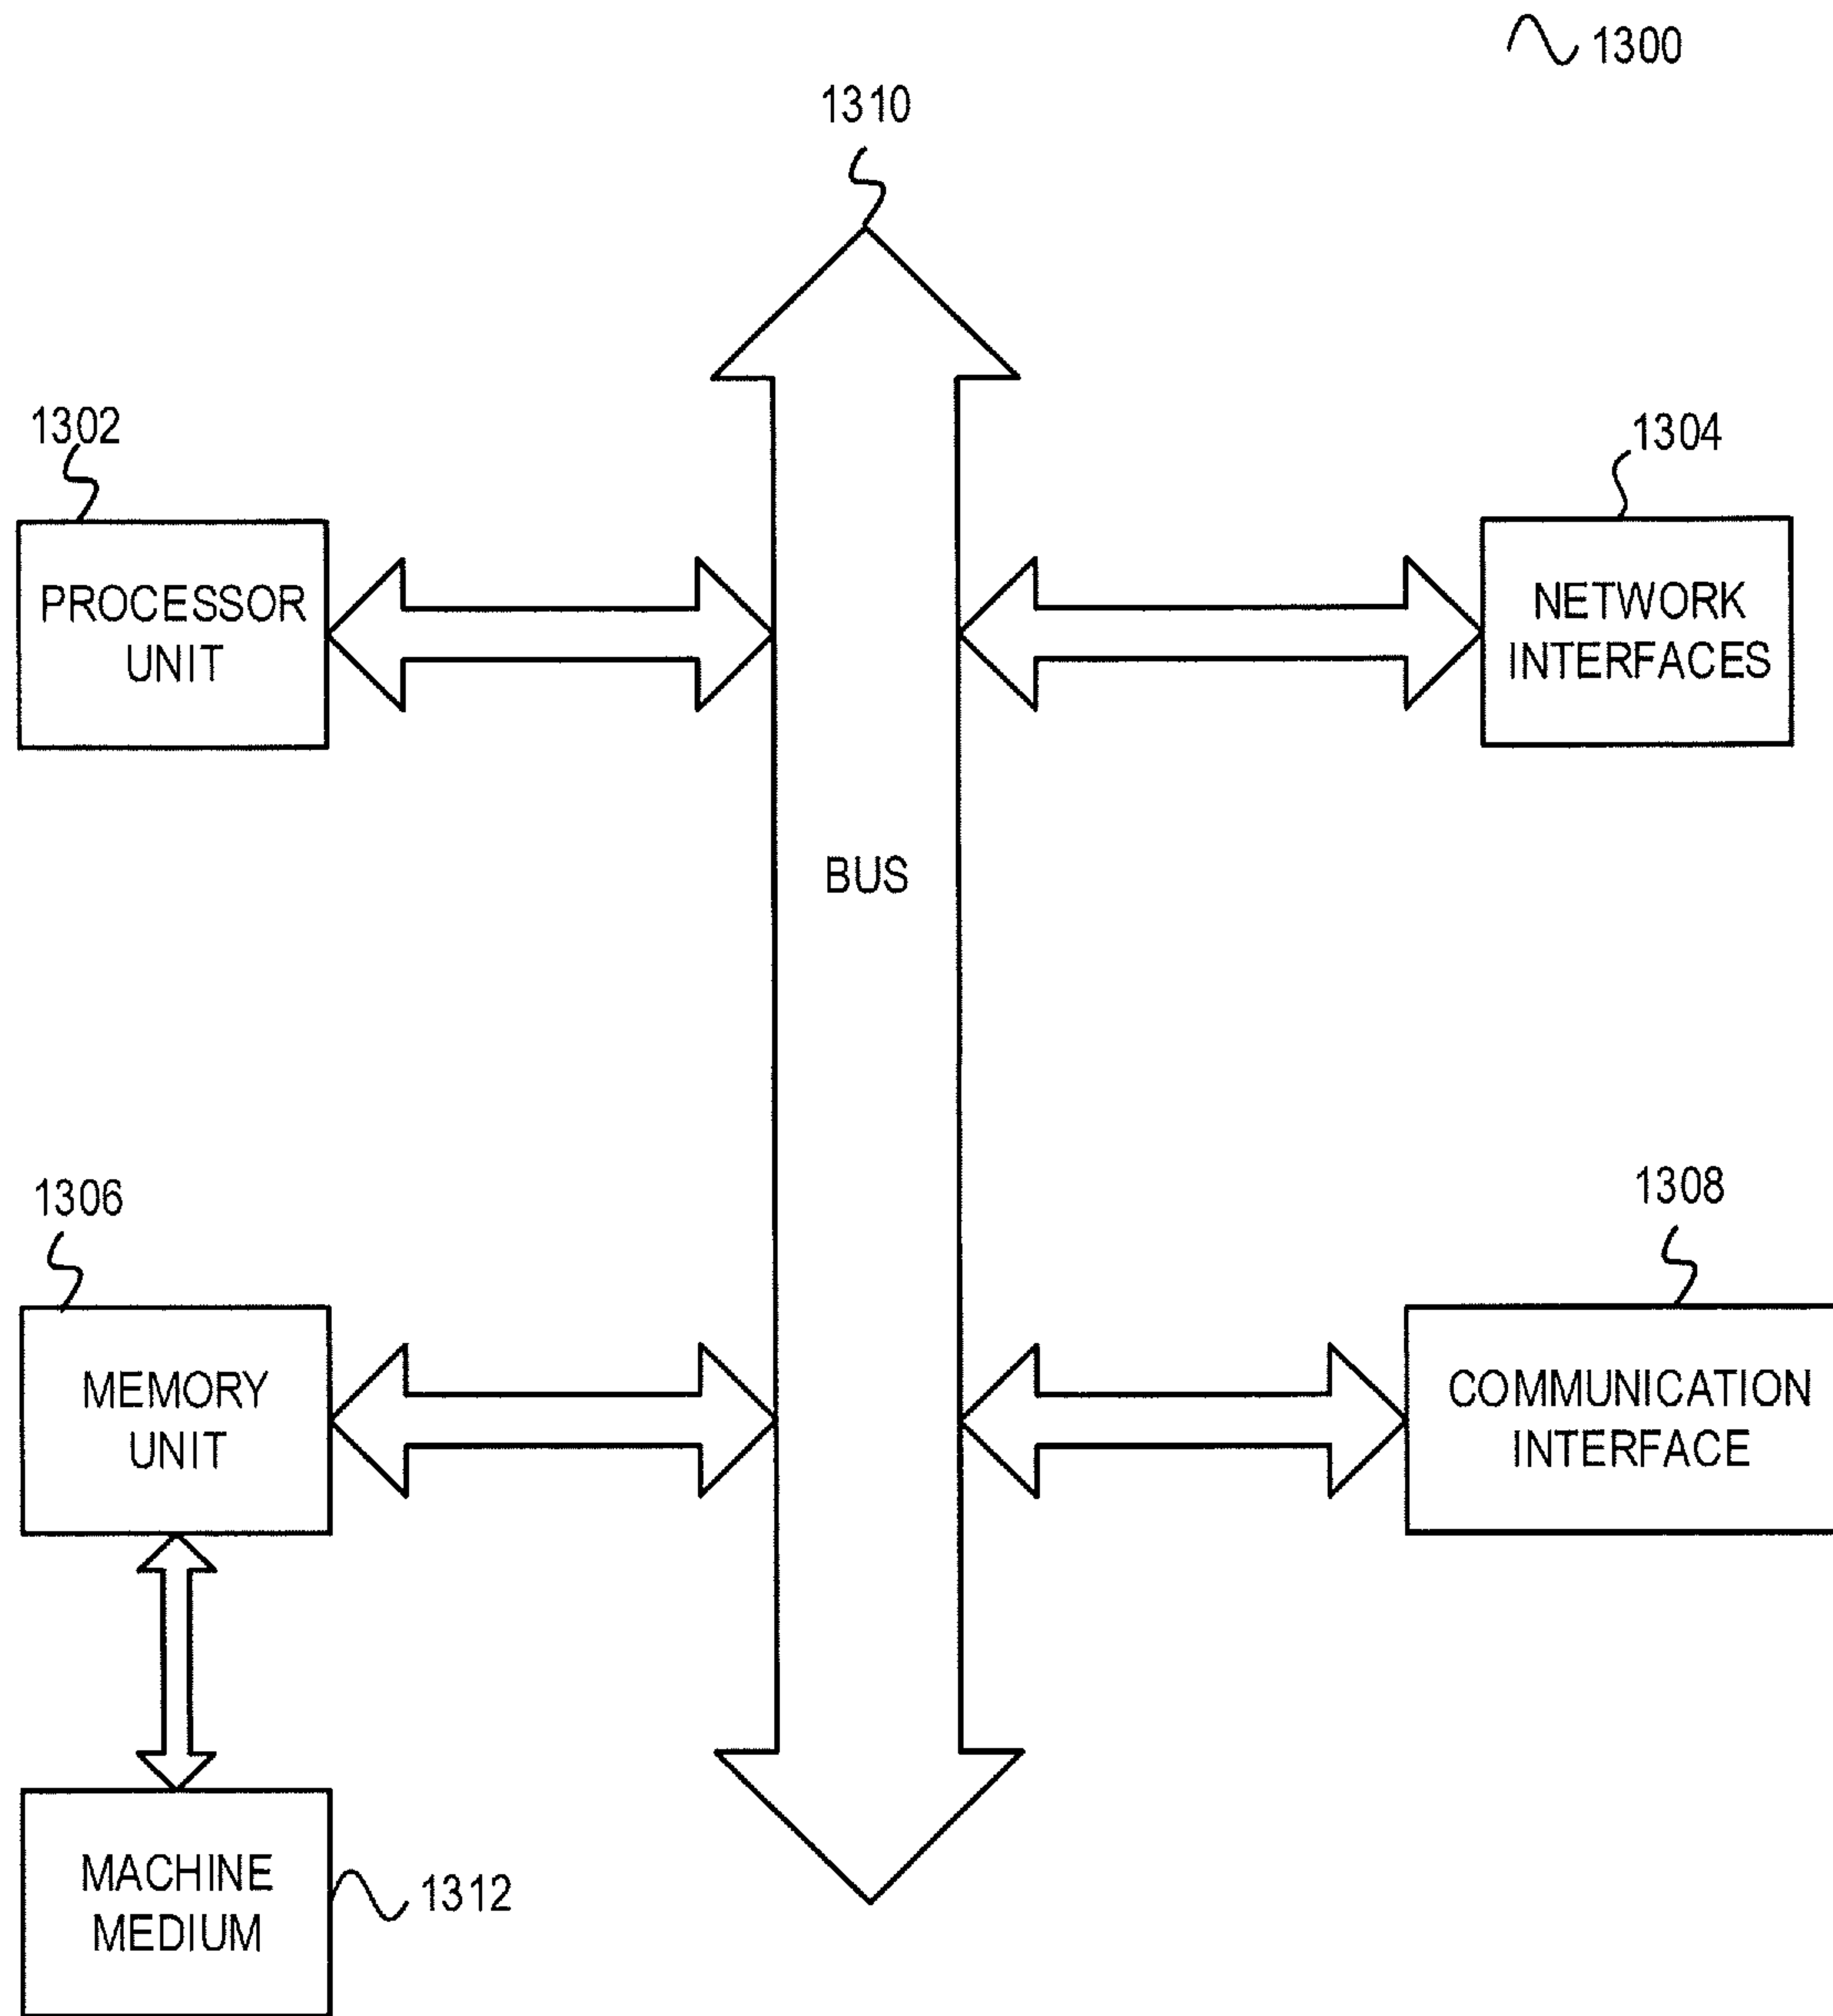 1300
1310
1302
1304
PROCESSOR
UNIT
NETWORK
INTERFACES
BUS
1306
1308
MEMORY
UNIT
COMMUNICATION
INTERFACE
MACHINE
MEDIUM
1312